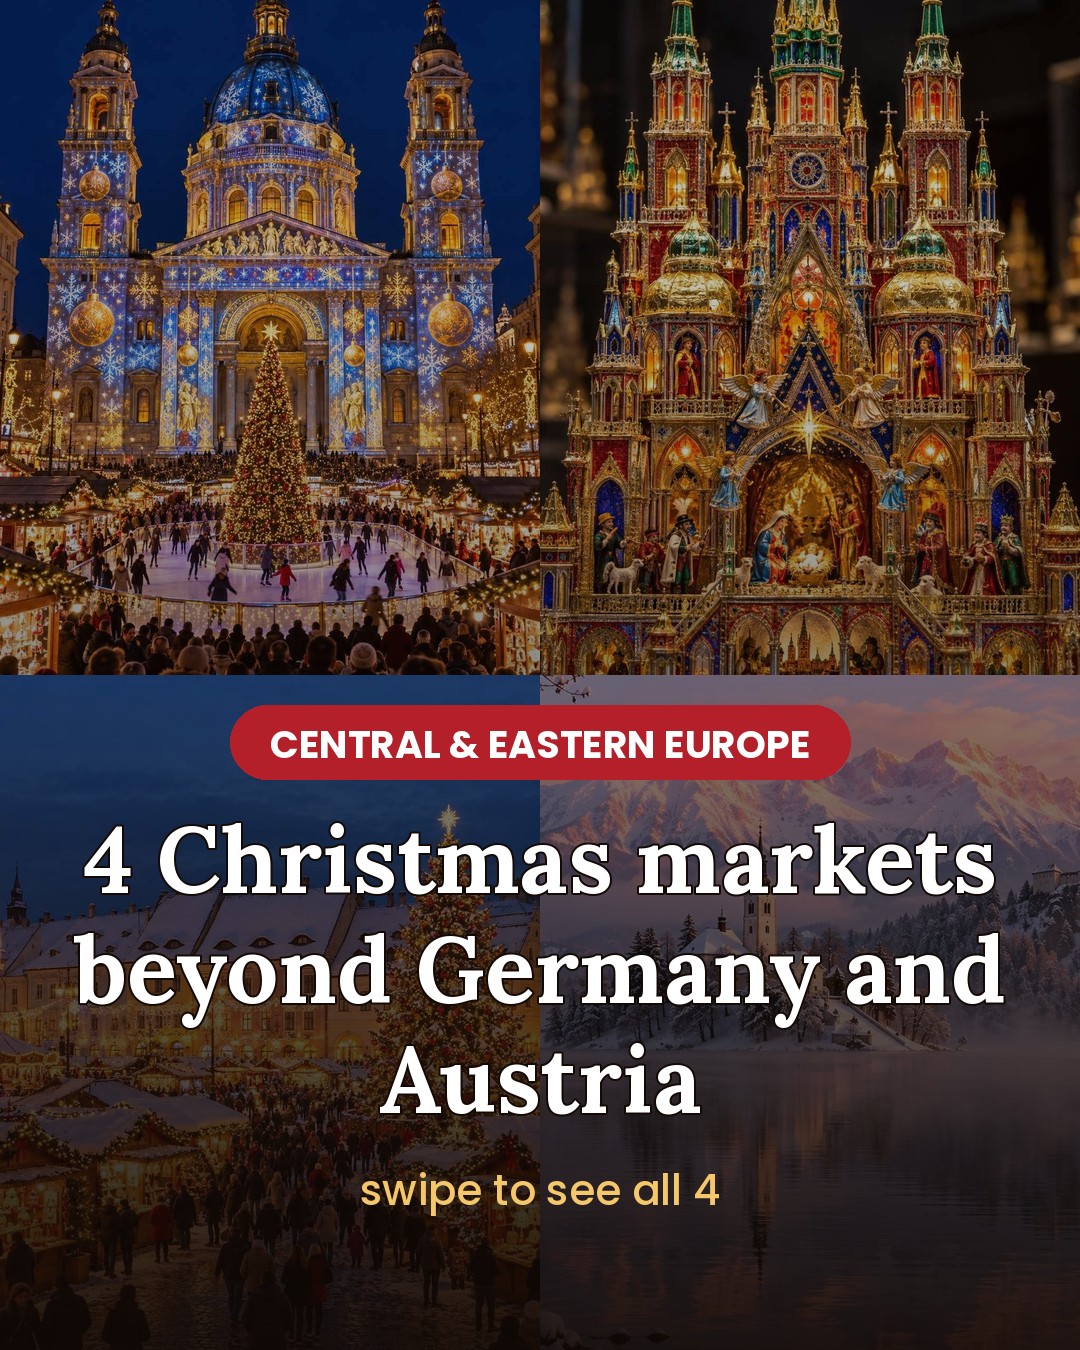 CENTRAL & EASTERN EUROPE
4 Christmas markets
beyond Germany and
Austria
swipe to see all 4